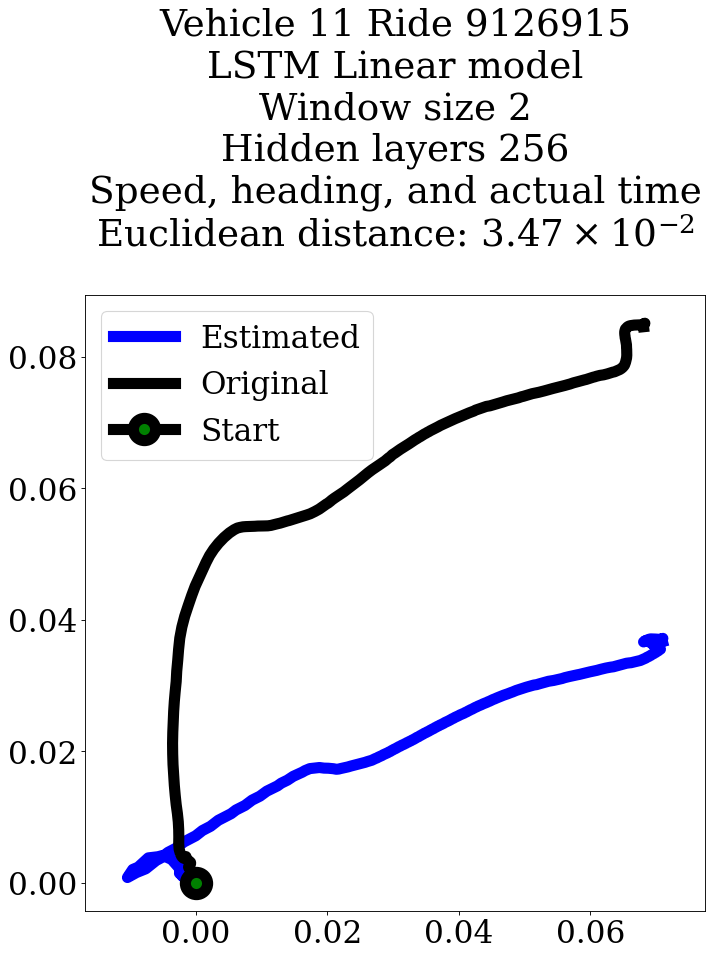 Vehicle 11 Ride 9126915
LSTM Linear model
Window size 2
Hidden layers 256
Speed, heading, and actual time
Euclidean distance: 3.47 × 10⁻²
Estimated
Original
Start
0.08
0.06
0.04
0.02
0.00
0.00 0.02 0.04 0.06